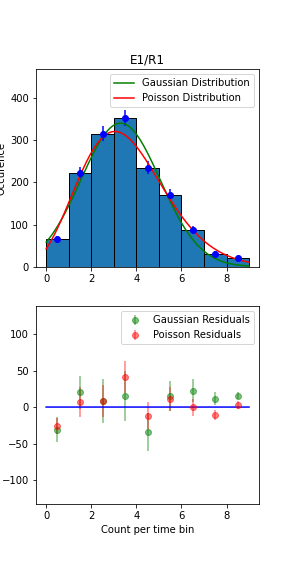 E1/R1
Gaussian Distribution
Poisson Distribution
400
300
200
100
0
0 2 4 6 8
Gaussian Residuals
Poisson Residuals
100
50
0
−50
−100
0 2 4 6 8
Count per time bin